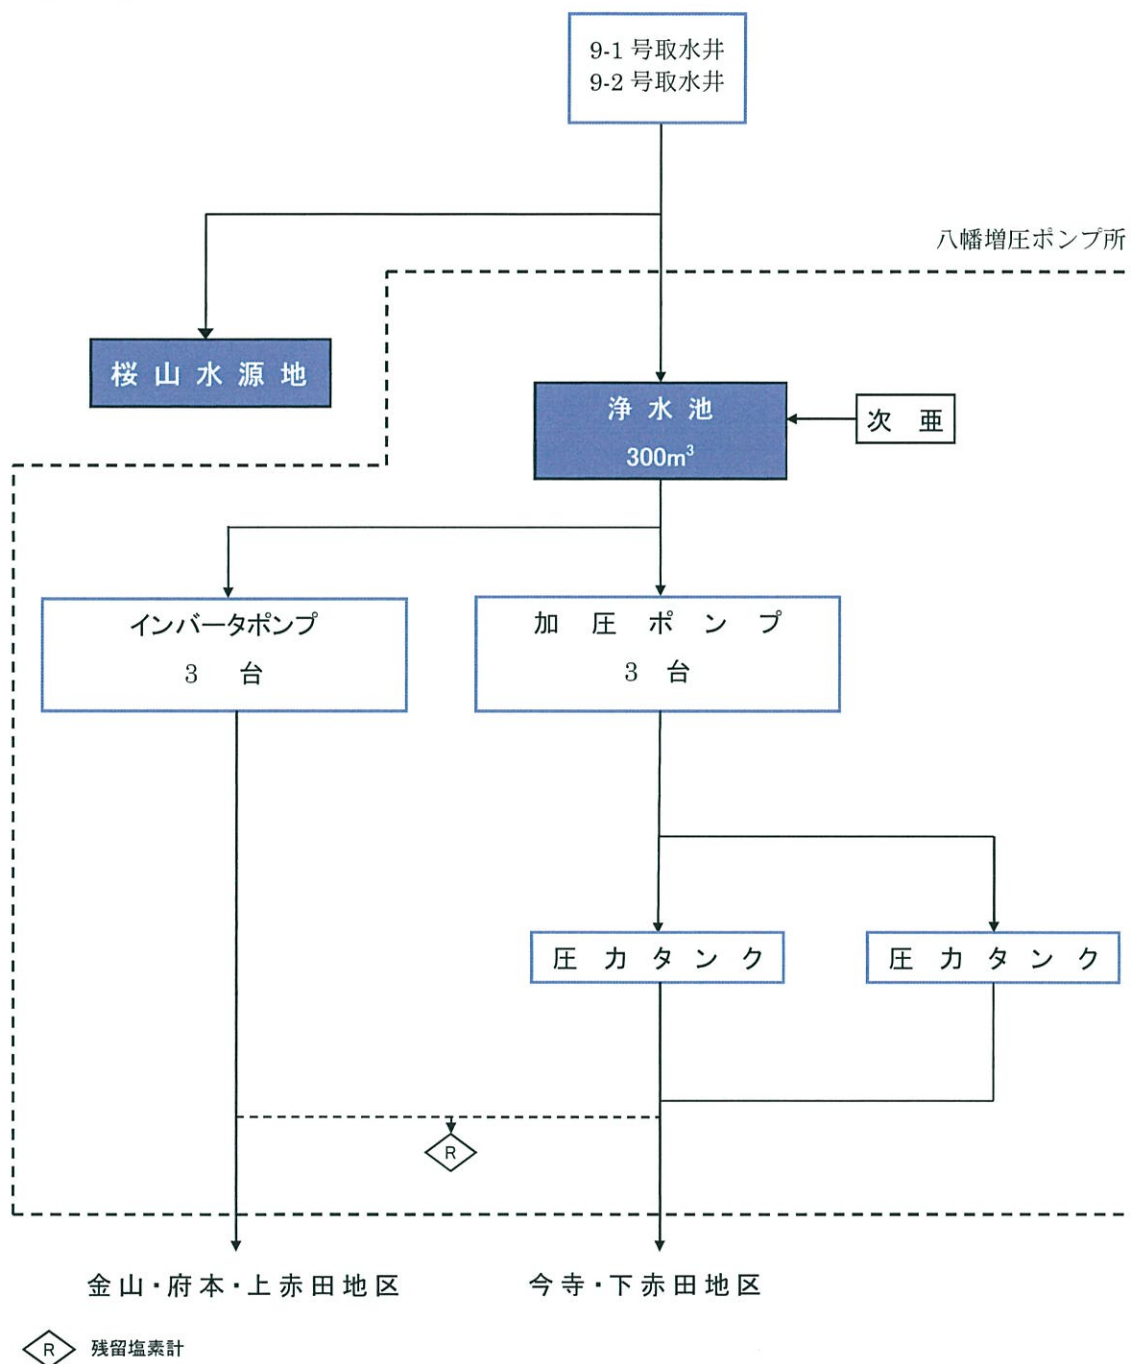 9-1 号取水井
9-2 号取水井
八幡増圧ポンプ所
桜山水源地
浄水池
300m³
次亜
インバータポンプ
3 台
加圧ポンプ
3 台
圧力タンク
圧力タンク
R
金山・府本・上赤田地区
今寺・下赤田地区
R 残留塩素計